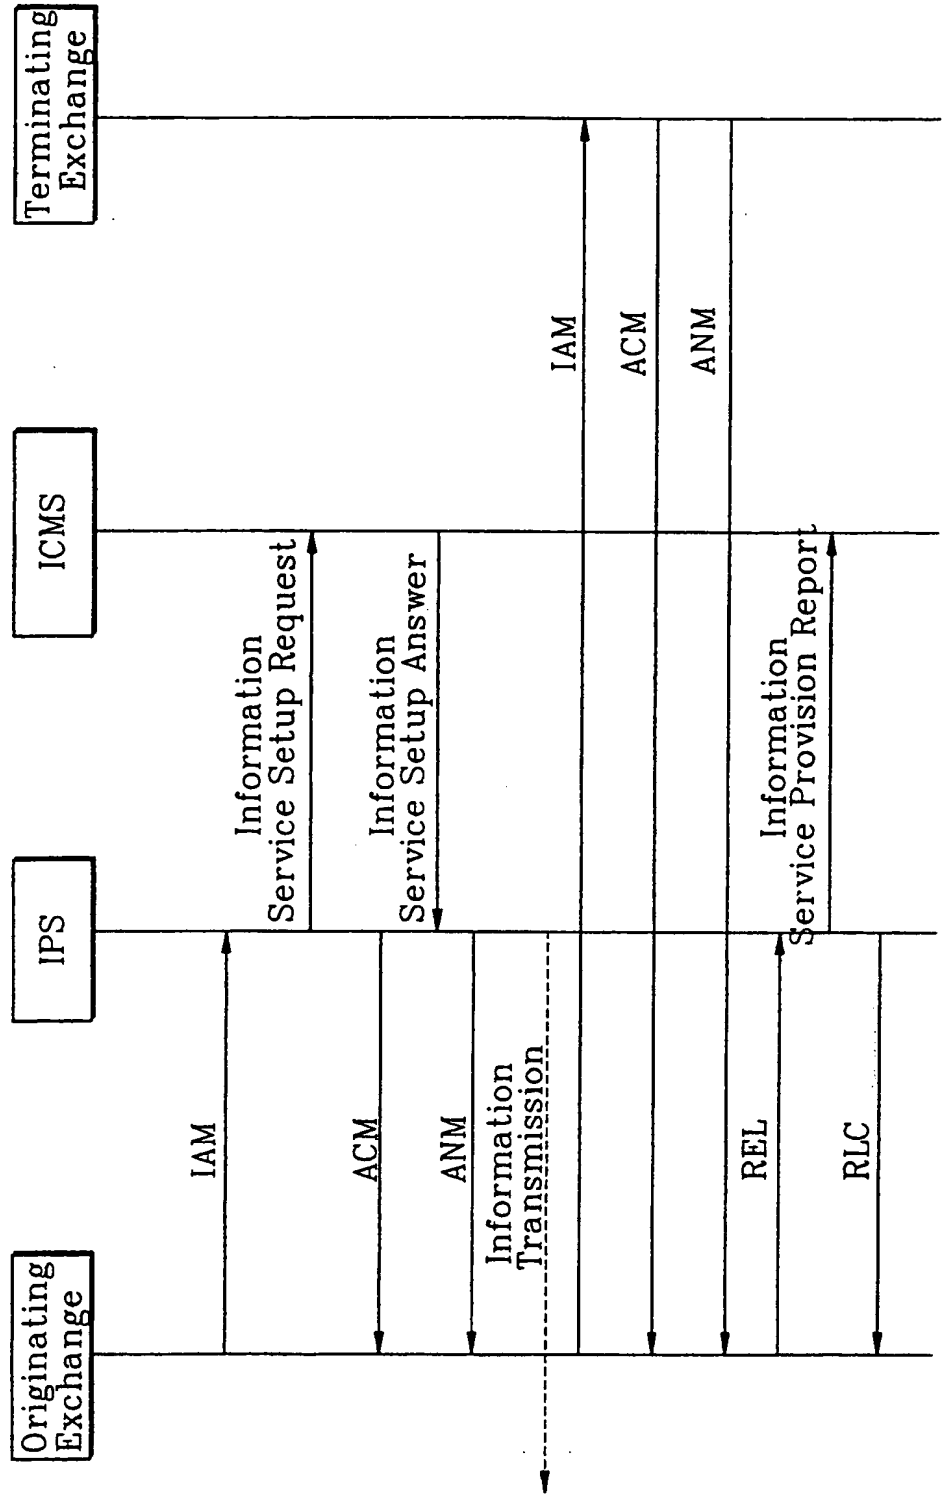 Originating
Exchange
IPS
ICMS
Terminating
Exchange
IAM
Information
Service Setup Request
ACM
Information
Service Setup Answer
ANM
Information
Transmission
IAM
ACM
ANM
REL
Information
Service Provision Report
RLC